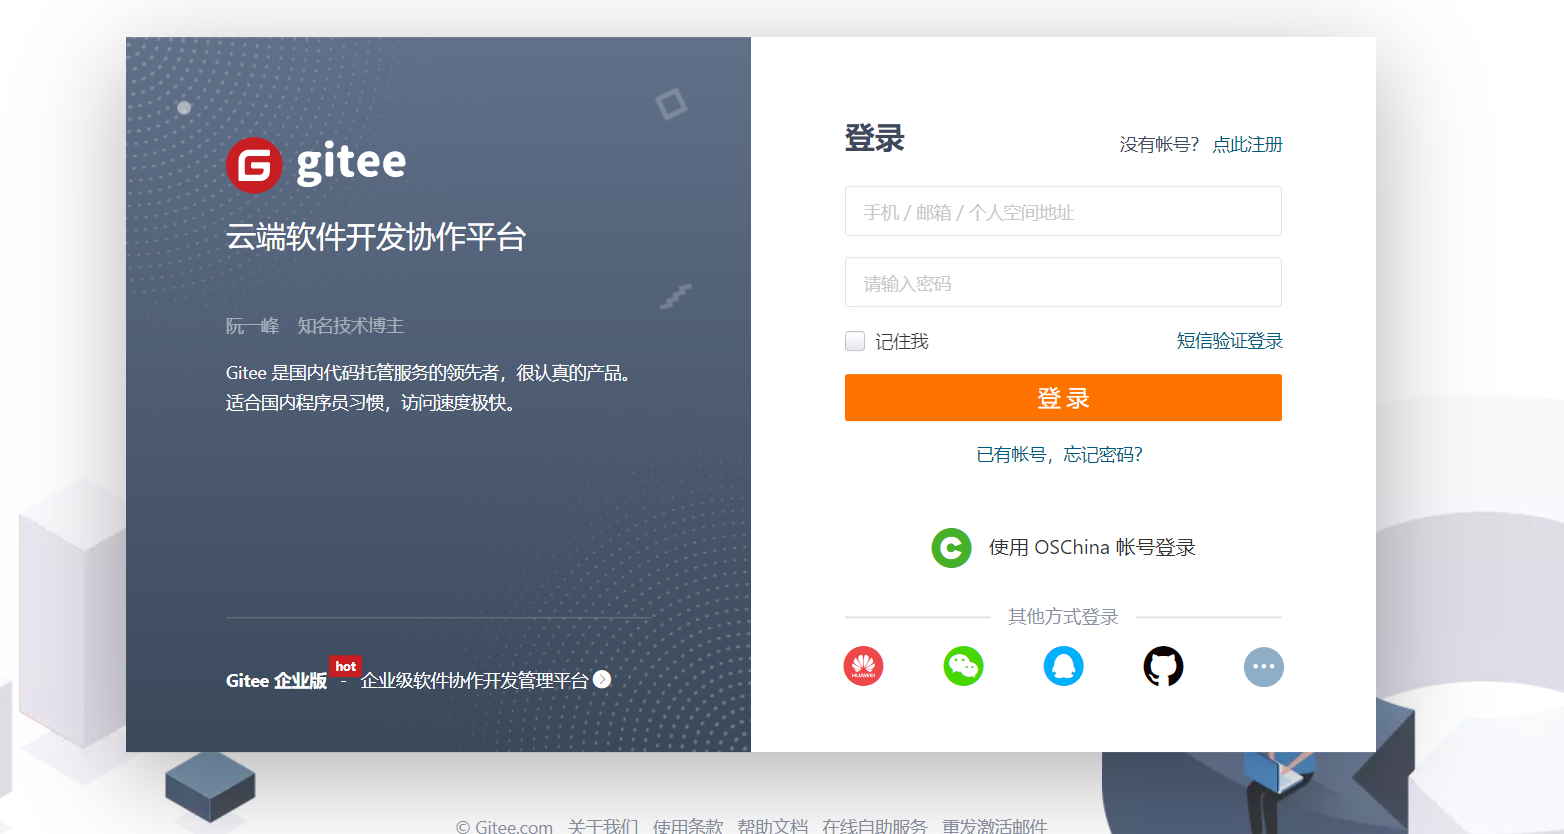 gitee
云端软件开发协作平台
阮一峰 知名技术博主
Gitee 是国内代码托管服务的领先者，很认真的产品。
适合国内程序员习惯，访问速度极快。
Gitee 企业版 hot - 企业级软件协作开发管理平台
登录
没有帐号？ 点此注册
手机 / 邮箱 / 个人空间地址
请输入密码
记住我 短信验证登录
登 录
已有帐号，忘记密码？
使用 OSChina 帐号登录
其他方式登录
HUAWEI
© Gitee.com 关于我们 使用条款 帮助文档 在线自助服务 重发激活邮件